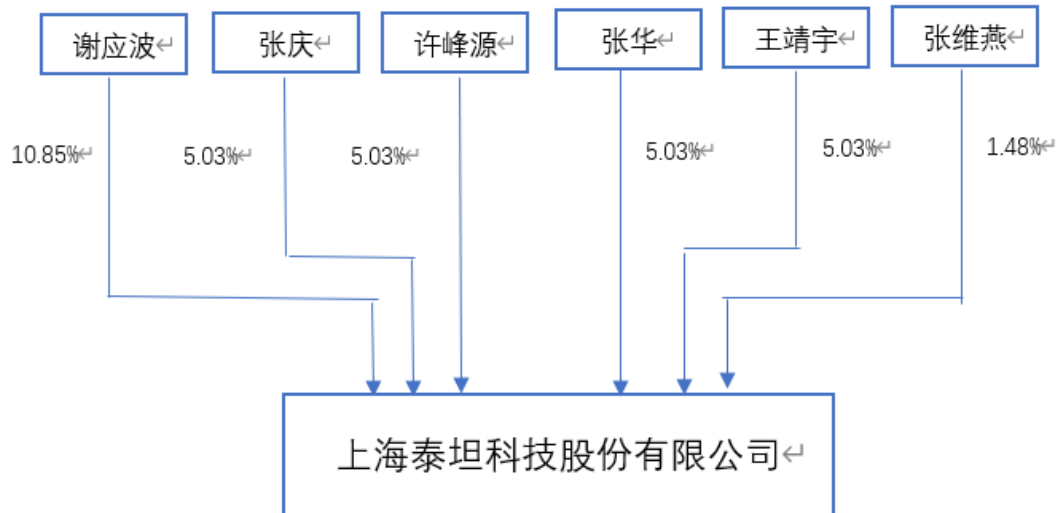 谢应波
张庆
许峰源
张华
王靖宇
张维燕
10.85%
5.03%
5.03%
5.03%
5.03%
1.48%
上海泰坦科技股份有限公司